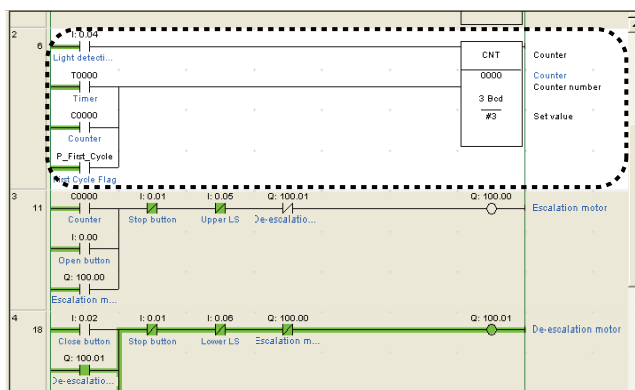 2
6
I: 0.04
Light detecti...
CNT
Counter
T0000
Timer
0000
Counter
Counter number
3 Bcd
C0000
Counter
#3
Set value
P_First_Cycle
First Cycle Flag
3
11
C0000
Counter
I: 0.01
Stop button
I: 0.05
Upper LS
Q: 100.01
De-escalatio...
Q: 100.00
Escalation motor
I: 0.00
Open button
Q: 100.00
Escalation m...
4
18
I: 0.02
Close button
I: 0.01
Stop button
I: 0.06
Lower LS
Q: 100.00
Escalation m...
Q: 100.01
De-escalation motor
Q: 100.01
De-escalatio...